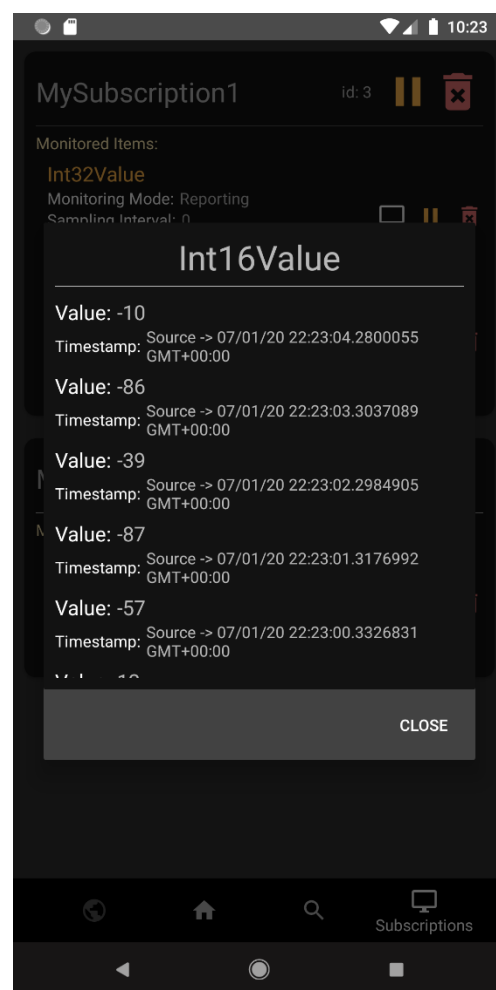 10:23
MySubscription1
id: 3
Monitored Items:
Int32Value
Monitoring Mode: Reporting
Sampling Interval: 0
Int16Value
Value: -10
Timestamp: Source -> 07/01/20 22:23:04.2800055
GMT+00:00
Value: -86
Timestamp: Source -> 07/01/20 22:23:03.3037089
GMT+00:00
Value: -39
Timestamp: Source -> 07/01/20 22:23:02.2984905
GMT+00:00
Value: -87
Timestamp: Source -> 07/01/20 22:23:01.3176992
GMT+00:00
Value: -57
Timestamp: Source -> 07/01/20 22:23:00.3326831
GMT+00:00
CLOSE
Subscriptions